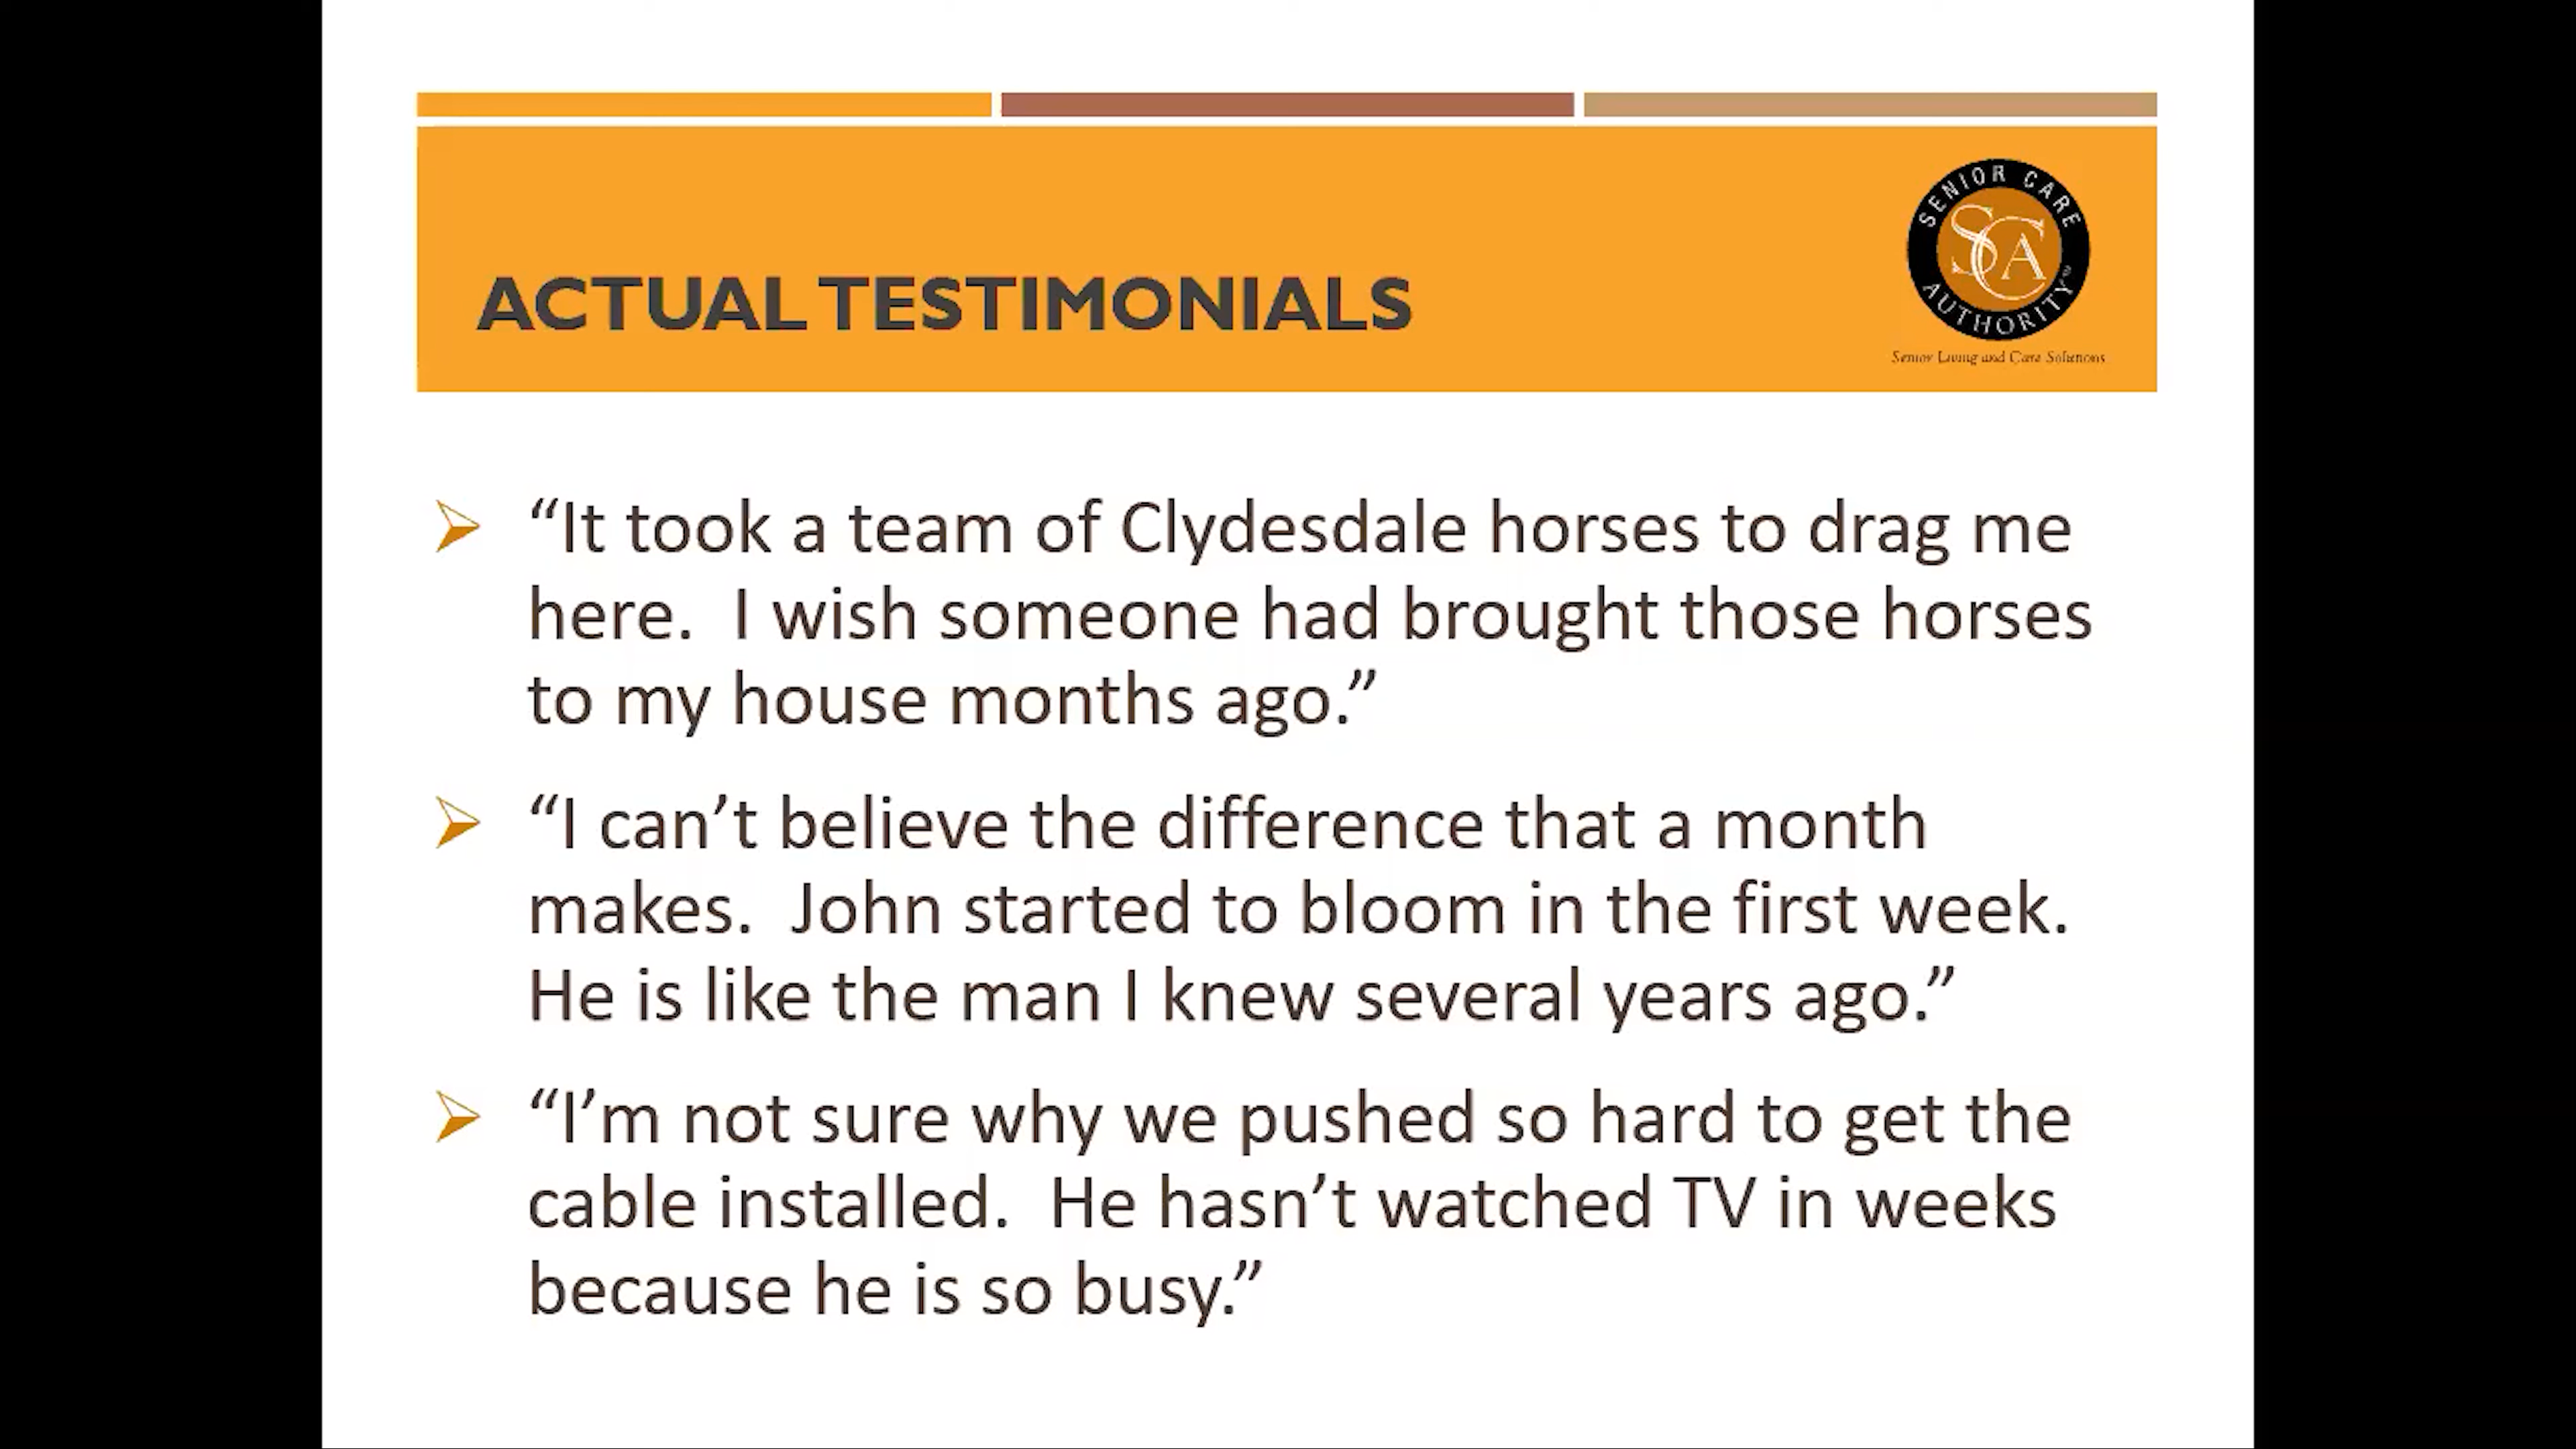 SENIOR CARE
SCA
AUTHORITY
Senior Living and Care Solutions
ACTUAL TESTIMONIALS
“It took a team of Clydesdale horses to drag me
here.  I wish someone had brought those horses
to my house months ago.”
“I can’t believe the difference that a month
makes.  John started to bloom in the first week.
He is like the man I knew several years ago.”
“I’m not sure why we pushed so hard to get the
cable installed.  He hasn’t watched TV in weeks
because he is so busy.”